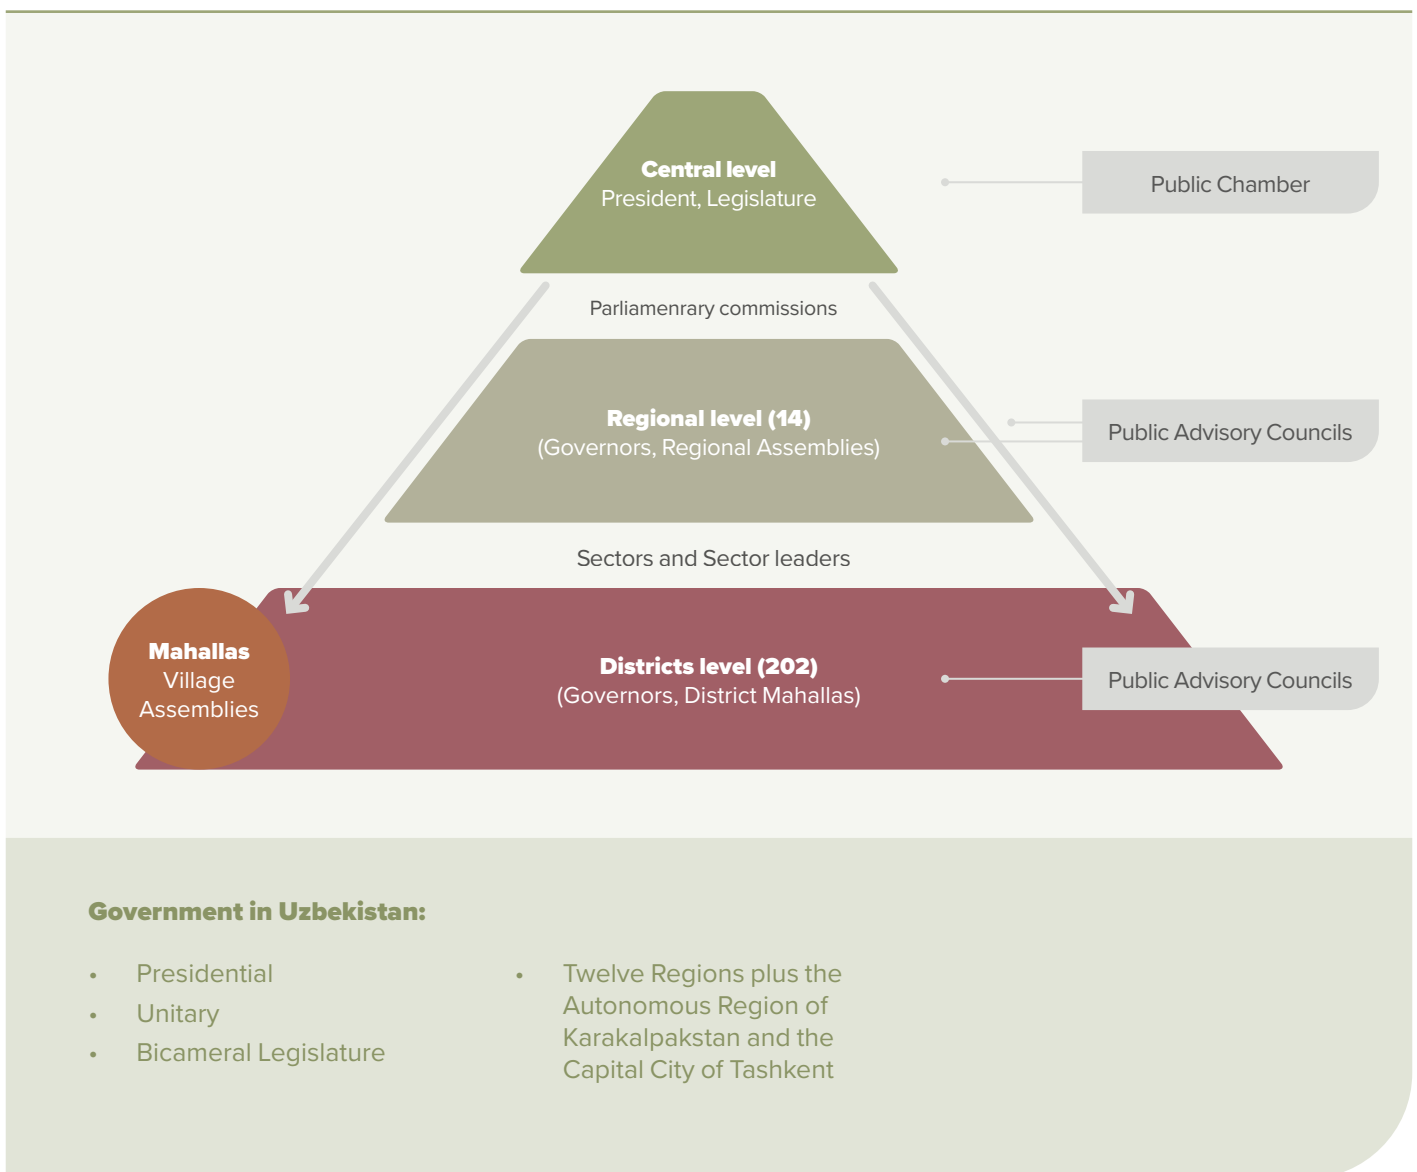 Central level
President, Legislature
Public Chamber
Parliamenrary commissions
Regional level (14)
(Governors, Regional Assemblies)
Public Advisory Councils
Sectors and Sector leaders
Mahallas
Village
Assemblies
Districts level (202)
(Governors, District Mahallas)
Public Advisory Councils
Government in Uzbekistan:
• Presidential
• Unitary
• Bicameral Legislature
• Twelve Regions plus the
Autonomous Region of
Karakalpakstan and the
Capital City of Tashkent